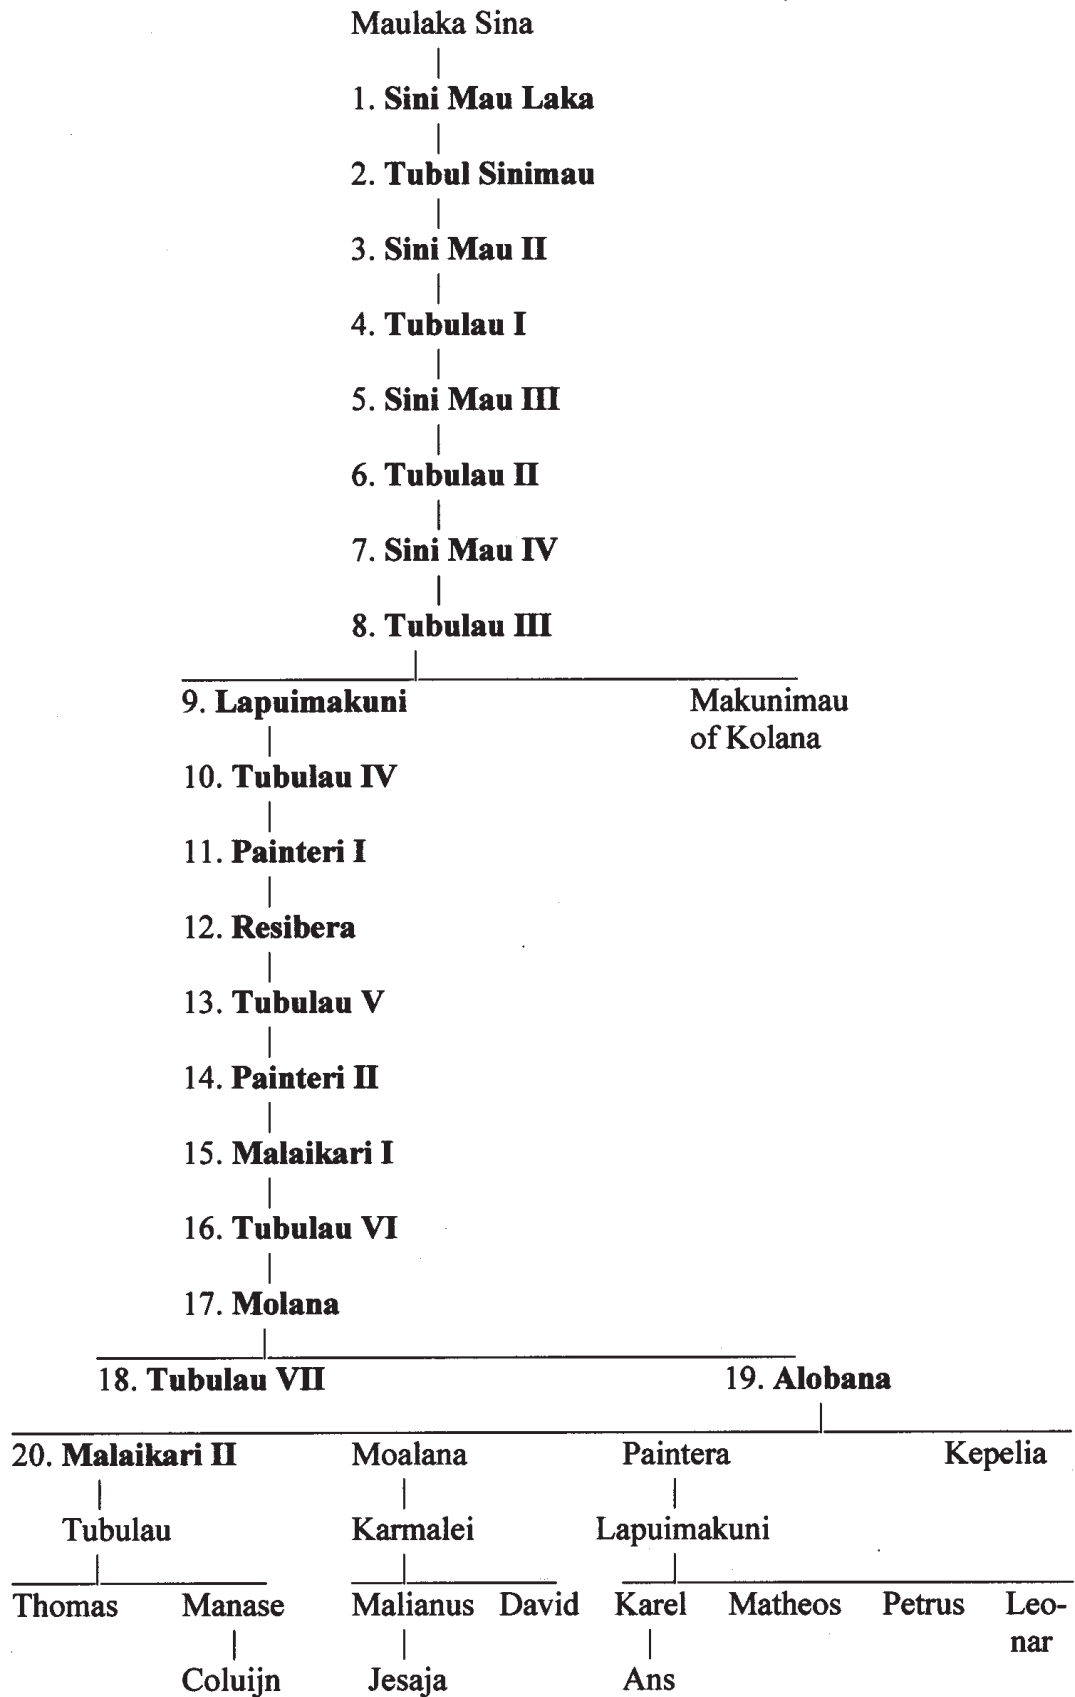 Maulaka Sina
1. Sini Mau Laka
2. Tubul Sinimau
3. Sini Mau II
4. Tubulau I
5. Sini Mau III
6. Tubulau II
7. Sini Mau IV
8. Tubulau III
9. Lapuimakuni Makunimau
of Kolana
10. Tubulau IV
11. Painteri I
12. Resibera
13. Tubulau V
14. Painteri II
15. Malaikari I
16. Tubulau VI
17. Molana
18. Tubulau VII 19. Alobana
20. Malaikari II Moalana Paintera Kepelia
Tubulau Karmalei Lapuimakuni
Thomas Manase Malianus David Karel Matheos Petrus Leo-
nar
Coluijn Jesaja Ans